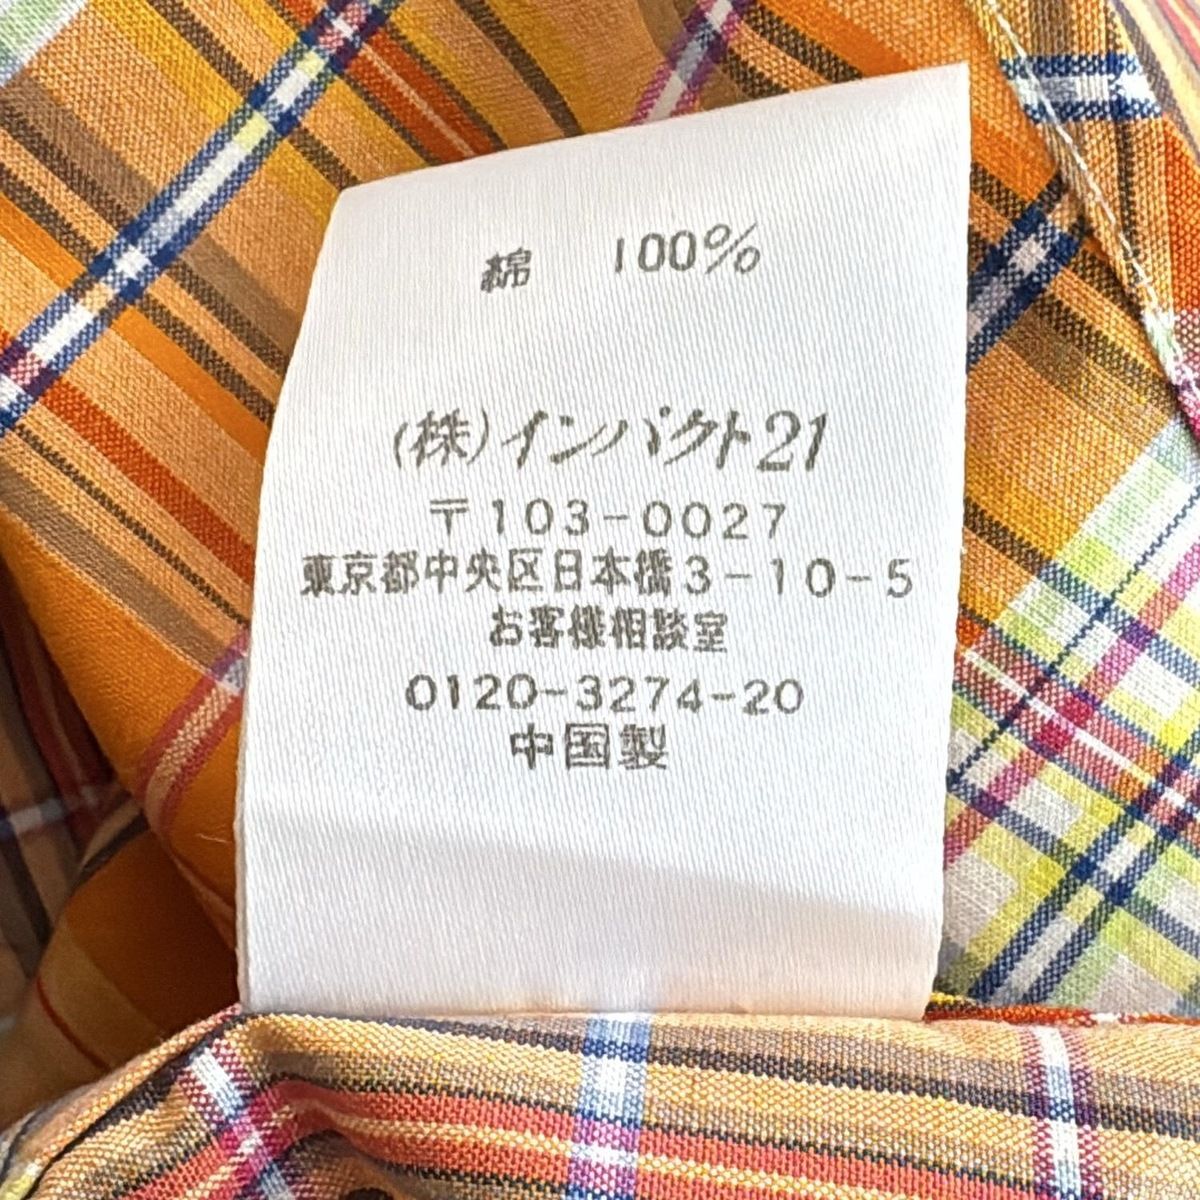 綿 100%
(株)インパクト21
〒103-0027
東京都中央区日本橋3-10-5
お客様相談室
0120-3274-20
中国製